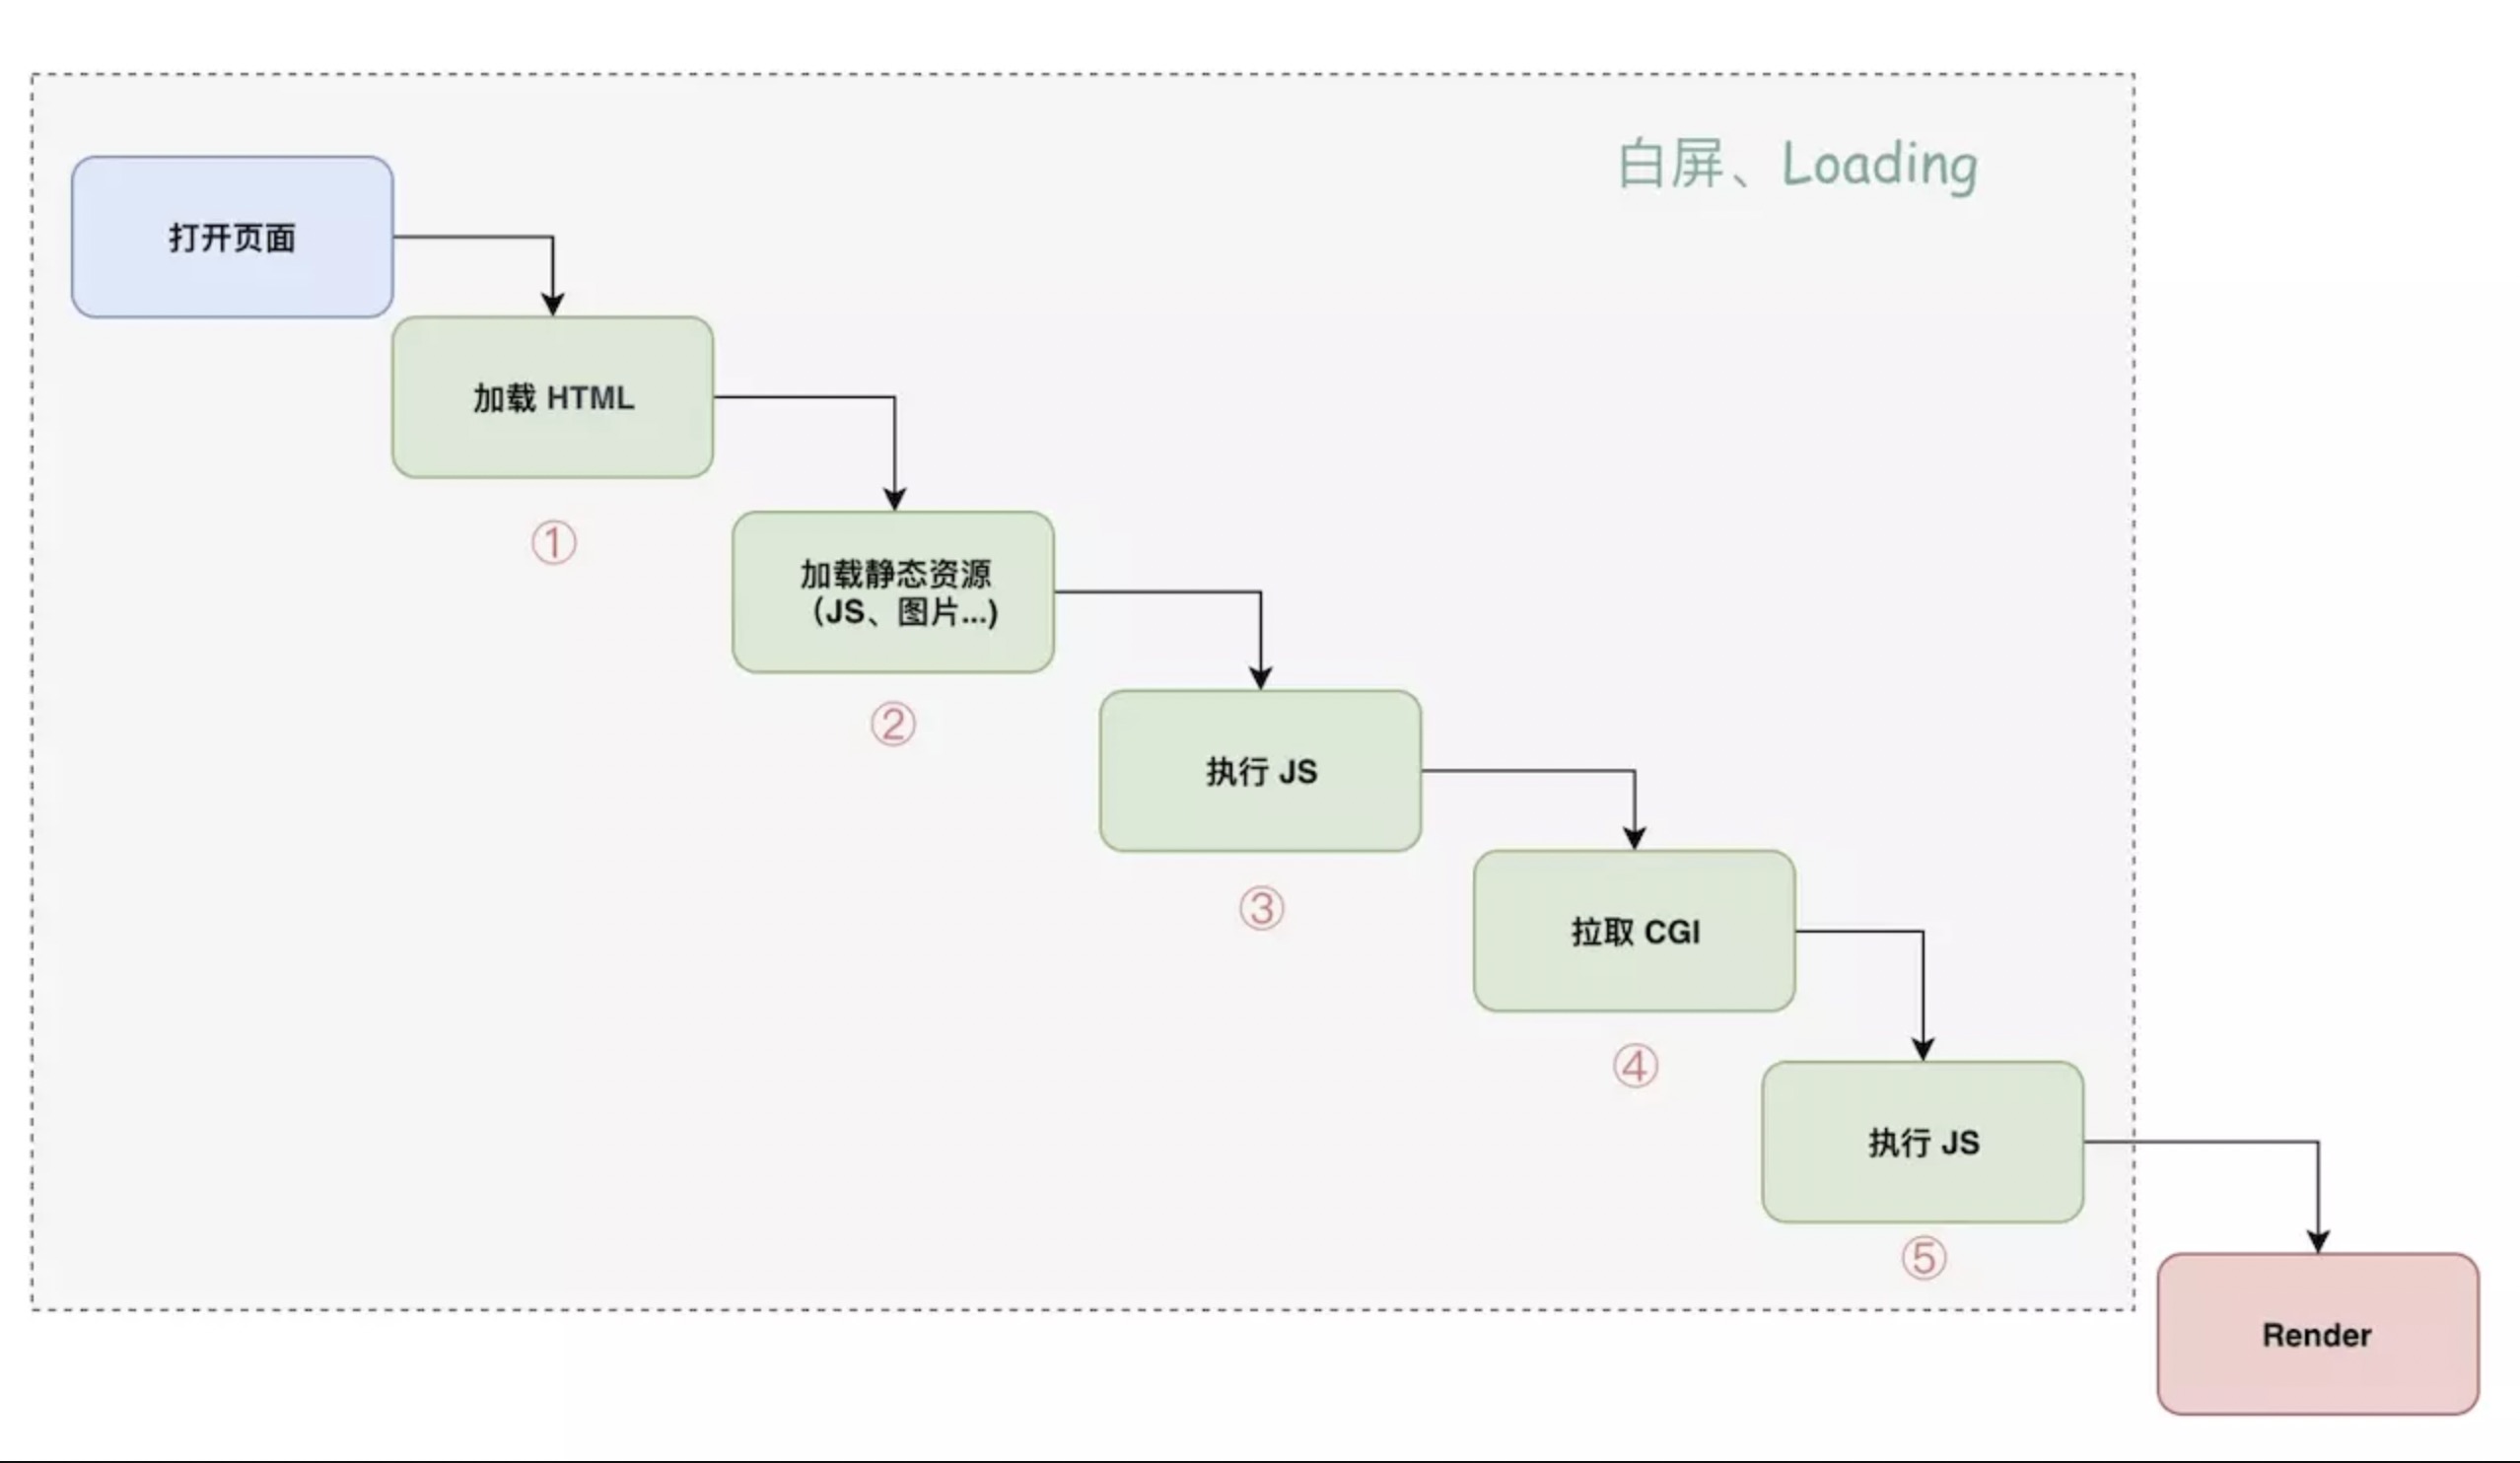 白屏、Loading
打开页面
加载 HTML
①
加载静态资源
（JS、图片...)
②
执行 JS
③
拉取 CGI
④
执行 JS
⑤
Render